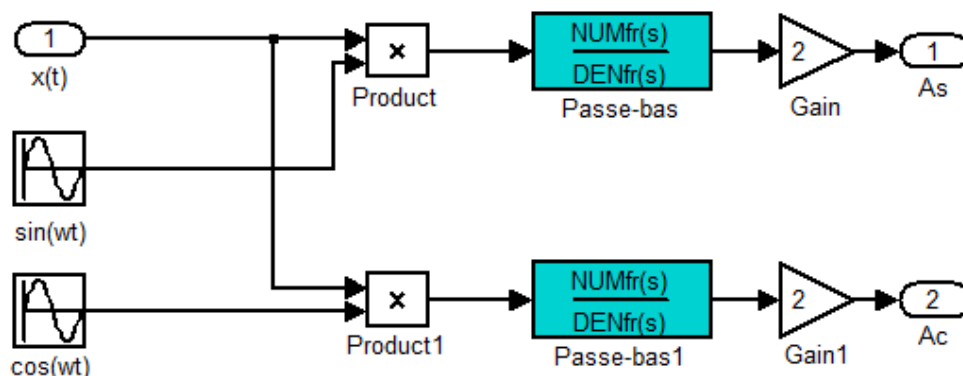 1
x(t)
sin(wt)
cos(wt)
×
Product
NUMfr(s)
DENfr(s)
Passe-bas
2
Gain
1
As
×
Product1
NUMfr(s)
DENfr(s)
Passe-bas1
2
Gain1
2
Ac